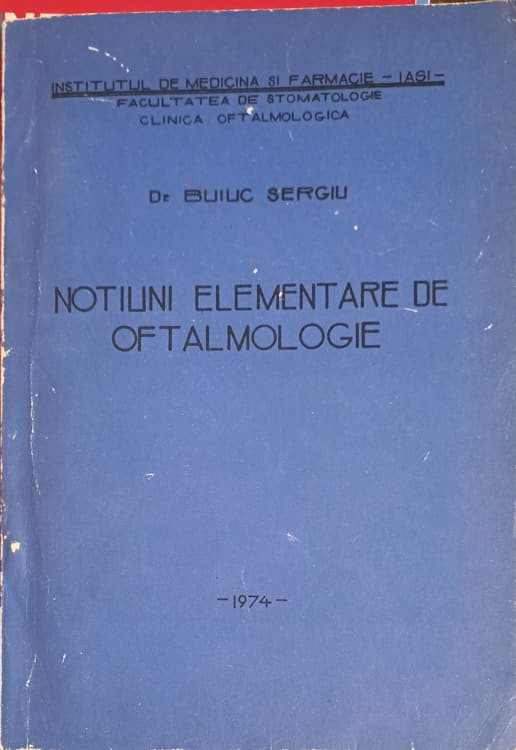 INSTITUTUL DE MEDICINA SI FARMACIE - IASI -
FACULTATEA DE STOMATOLOGIE
CLINICA OFTALMOLOGICA
Dr BUIUC SERGIU
NOTIUNI ELEMENTARE DE
OFTALMOLOGIE
-1974-